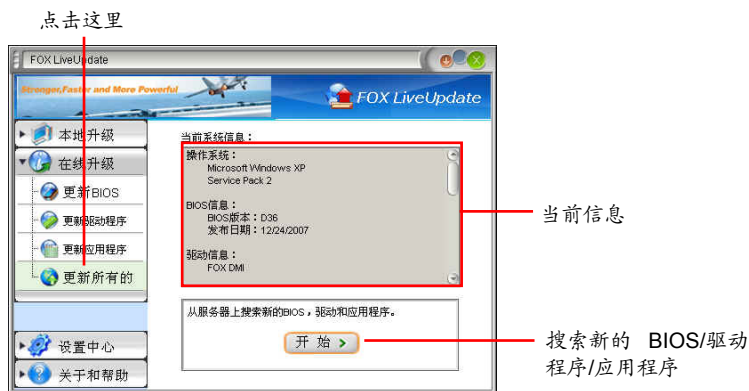 点击这里
FOX LiveUpdate
Stronger,Faster and More Powerful
FOX LiveUpdate
本地升级
在线升级
更新BIOS
更新驱动程序
更新应用程序
更新所有的
设置中心
关于和帮助
当前系统信息:
操作系统:
Microsoft Windows XP
Service Pack 2
BIOS信息:
BIOS版本:D36
发布日期:12/24/2007
驱动信息:
FOX DMI
从服务器上搜索新的BIOS,驱动和应用程序。
开 始
当前信息
搜索新的 BIOS/驱动
程序/应用程序